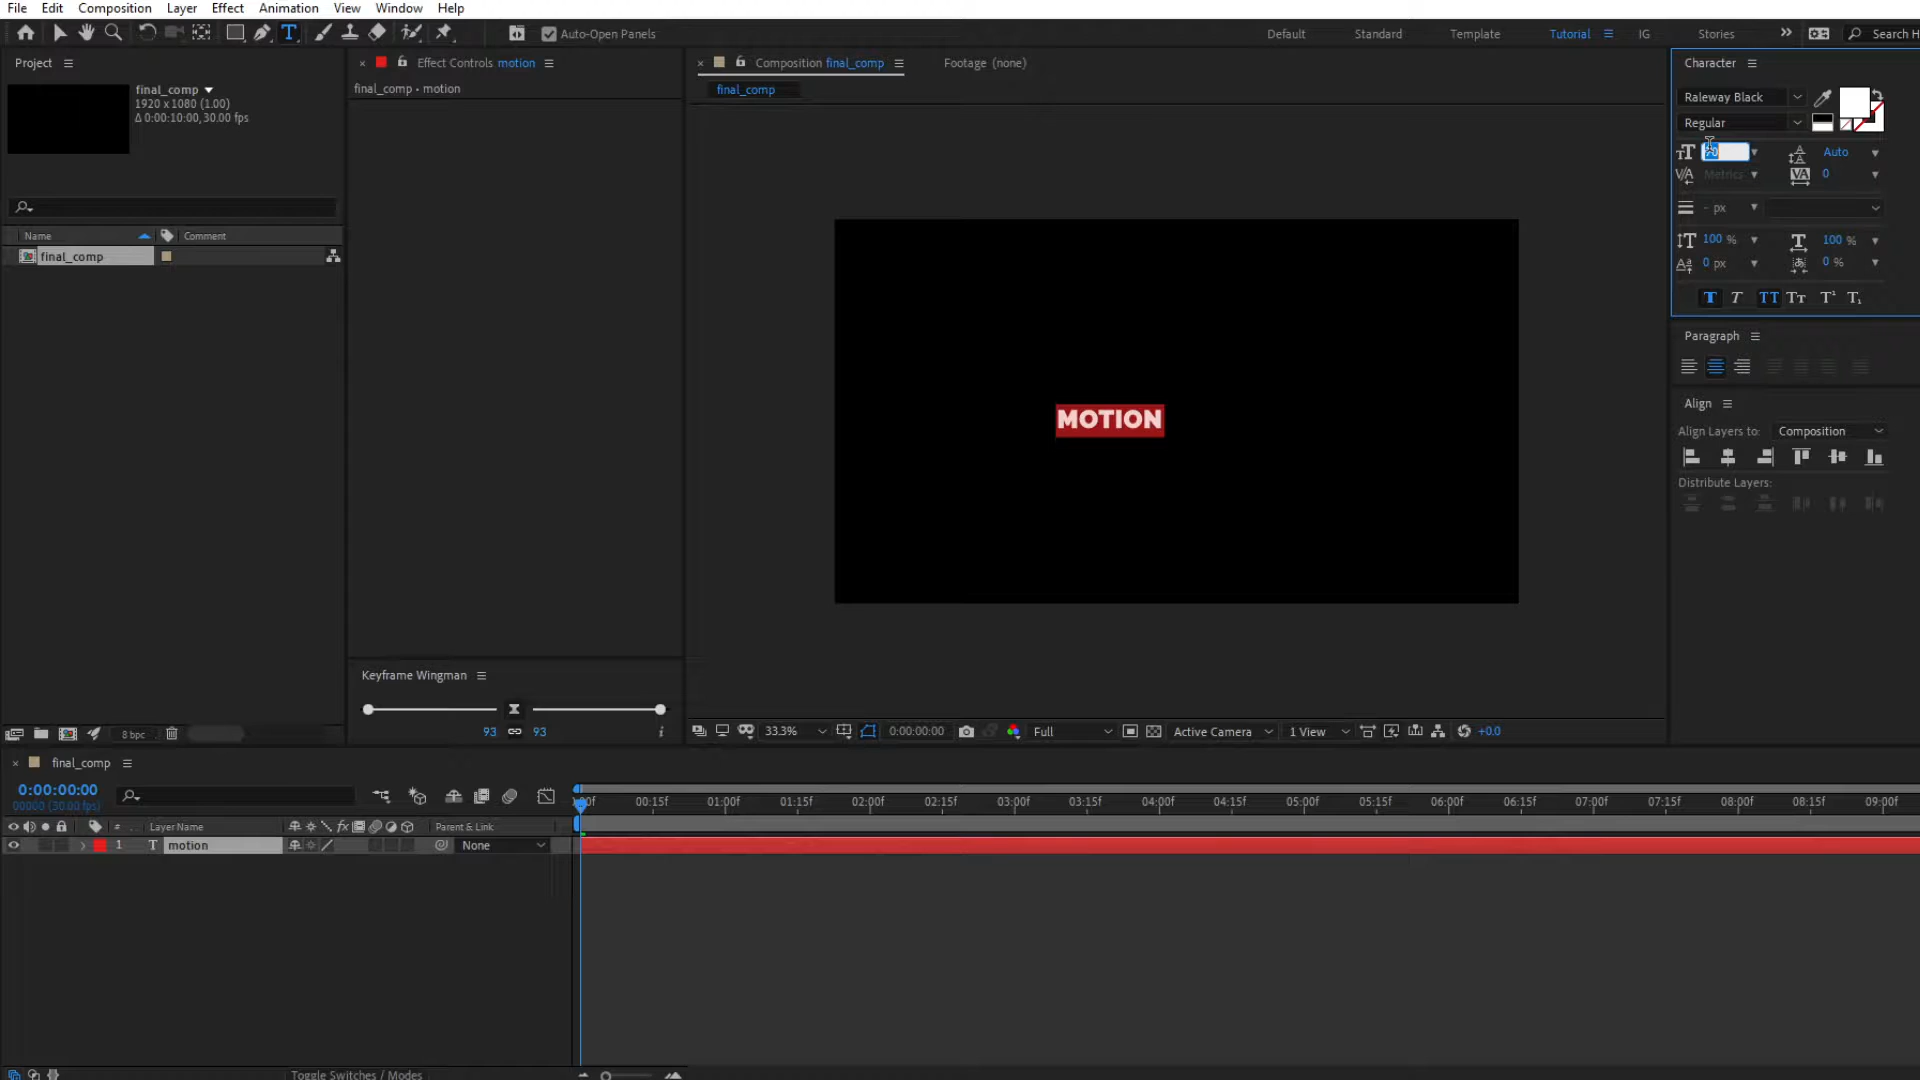 File Edit Composition Layer Effect Animation View Window Help
T Auto-Open Panels Default Standard Template Tutorial IG Stories Search H
Project
final_comp
1920 x 1080 (1.00)
Δ 0:00:10:00, 30.00 fps
Name Comment
final_comp
8 bpc
Effect Controls motion
final_comp • motion
Keyframe Wingman
93 93 i
Composition final_comp Footage (none)
final_comp
MOTION
33.3% 0:00:00:00 Full Active Camera 1 View +0.0
Character
Raleway Black
Regular
Auto
Metrics 0
- px
100 % 100 %
0 px 0 %
T T TT Tт T¹ T₁
Paragraph
Align
Align Layers to: Composition
Distribute Layers:
final_comp
0:00:00:00
00000 (30.00 fps)
# Layer Name fx Parent & Link
1 T motion None
:00f 00:15f 01:00f 01:15f 02:00f 02:15f 03:00f 03:15f 04:00f 04:15f 05:00f 05:15f 06:00f 06:15f 07:00f 07:15f 08:00f 08:15f 09:00f
Toggle Switches / Modes